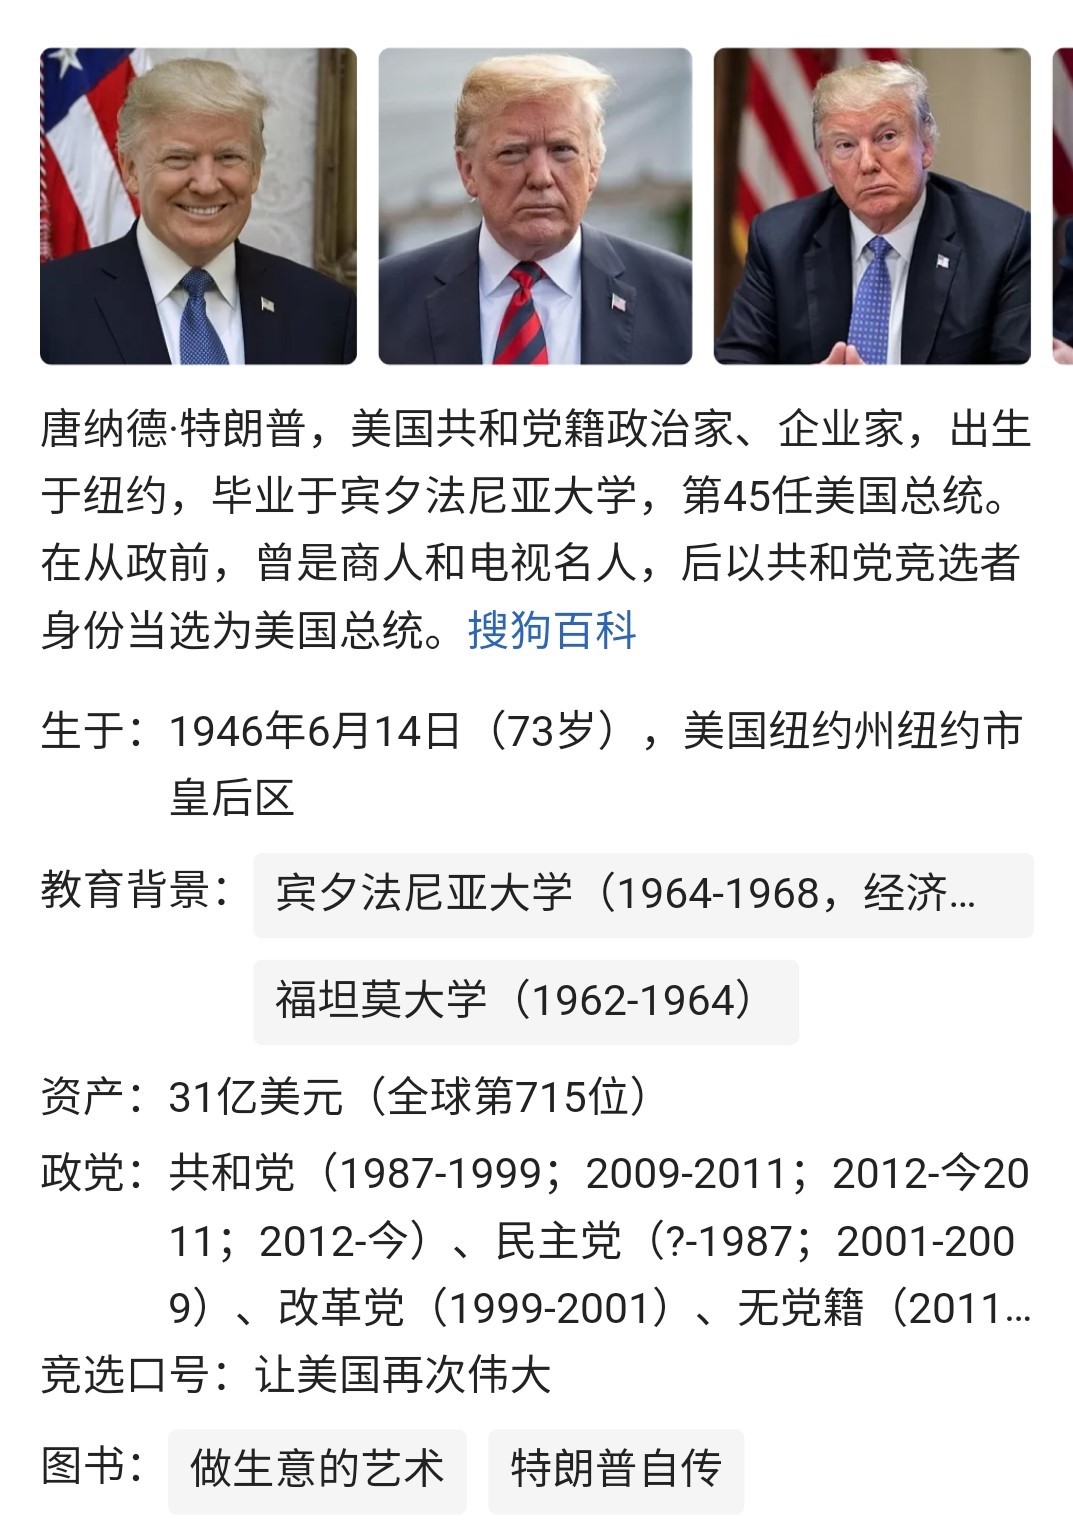 唐纳德·特朗普，美国共和党籍政治家、企业家，出生
于纽约，毕业于宾夕法尼亚大学，第45任美国总统。
在从政前，曾是商人和电视名人，后以共和党竞选者
身份当选为美国总统。搜狗百科
生于：1946年6月14日（73岁），美国纽约州纽约市
皇后区
教育背景：宾夕法尼亚大学（1964-1968，经济...
福坦莫大学（1962-1964）
资产：31亿美元（全球第715位）
政党：共和党（1987-1999；2009-2011；2012-今20
11；2012-今）、民主党（?-1987；2001-200
9）、改革党（1999-2001）、无党籍（2011...
竞选口号：让美国再次伟大
图书：做生意的艺术 特朗普自传